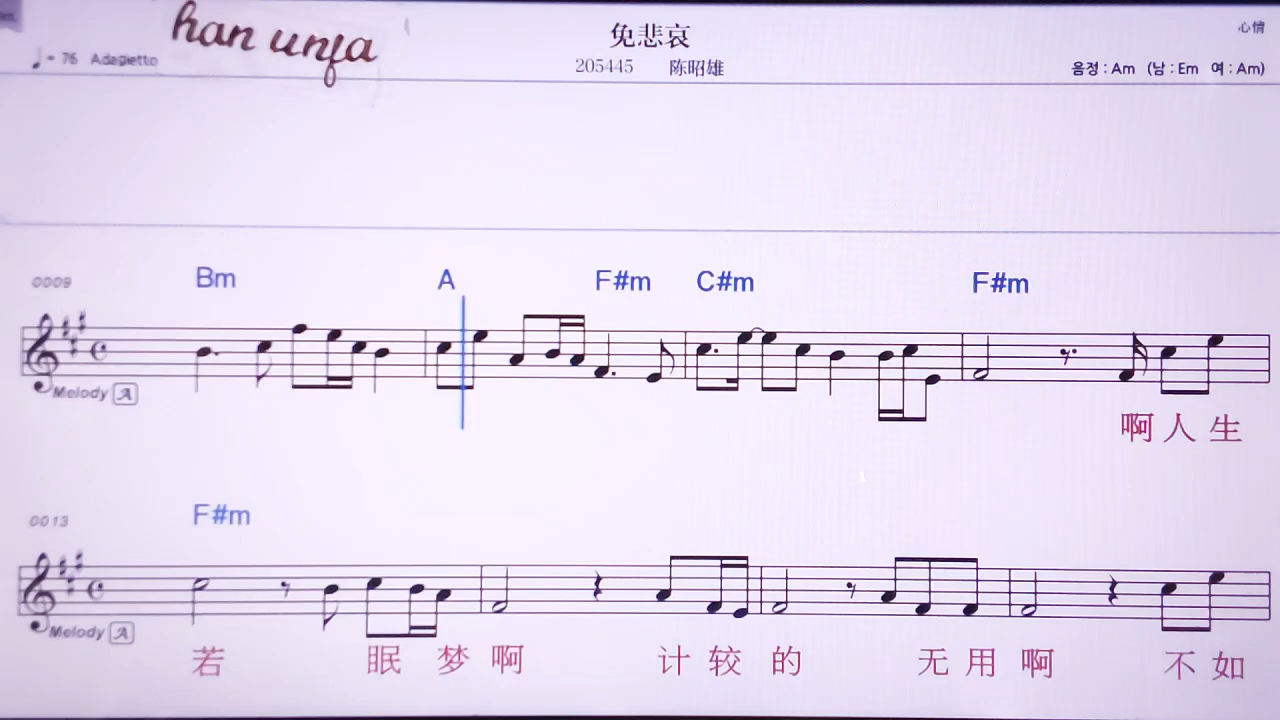 han unfa
♩= 76 Adagietto
免悲哀
205445 陈昭雄
心情
음정 : Am (남 : Em 여 : Am)
0009 Bm A F#m C#m F#m
Melody A
啊 人 生
0013 F#m
Melody A
若 眠 梦 啊 计 较 的 无 用 啊 不 如